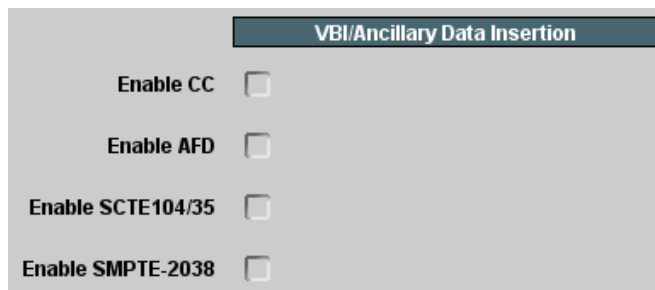 VBI/Ancillary Data Insertion
Enable CC
Enable AFD
Enable SCTE104/35
Enable SMPTE-2038